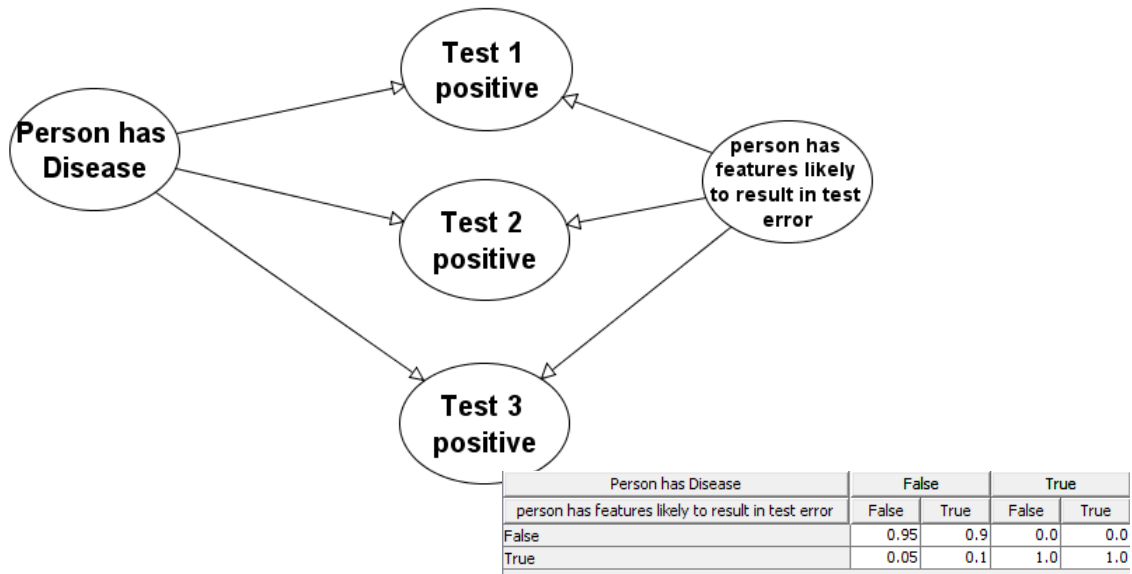 Test 1
positive
Person has
Disease
person has
features likely
to result in test
error
Test 2
positive
Test 3
positive
Person has Disease False True
person has features likely to result in test error False True False True
False 0.95 0.9 0.0 0.0
True 0.05 0.1 1.0 1.0